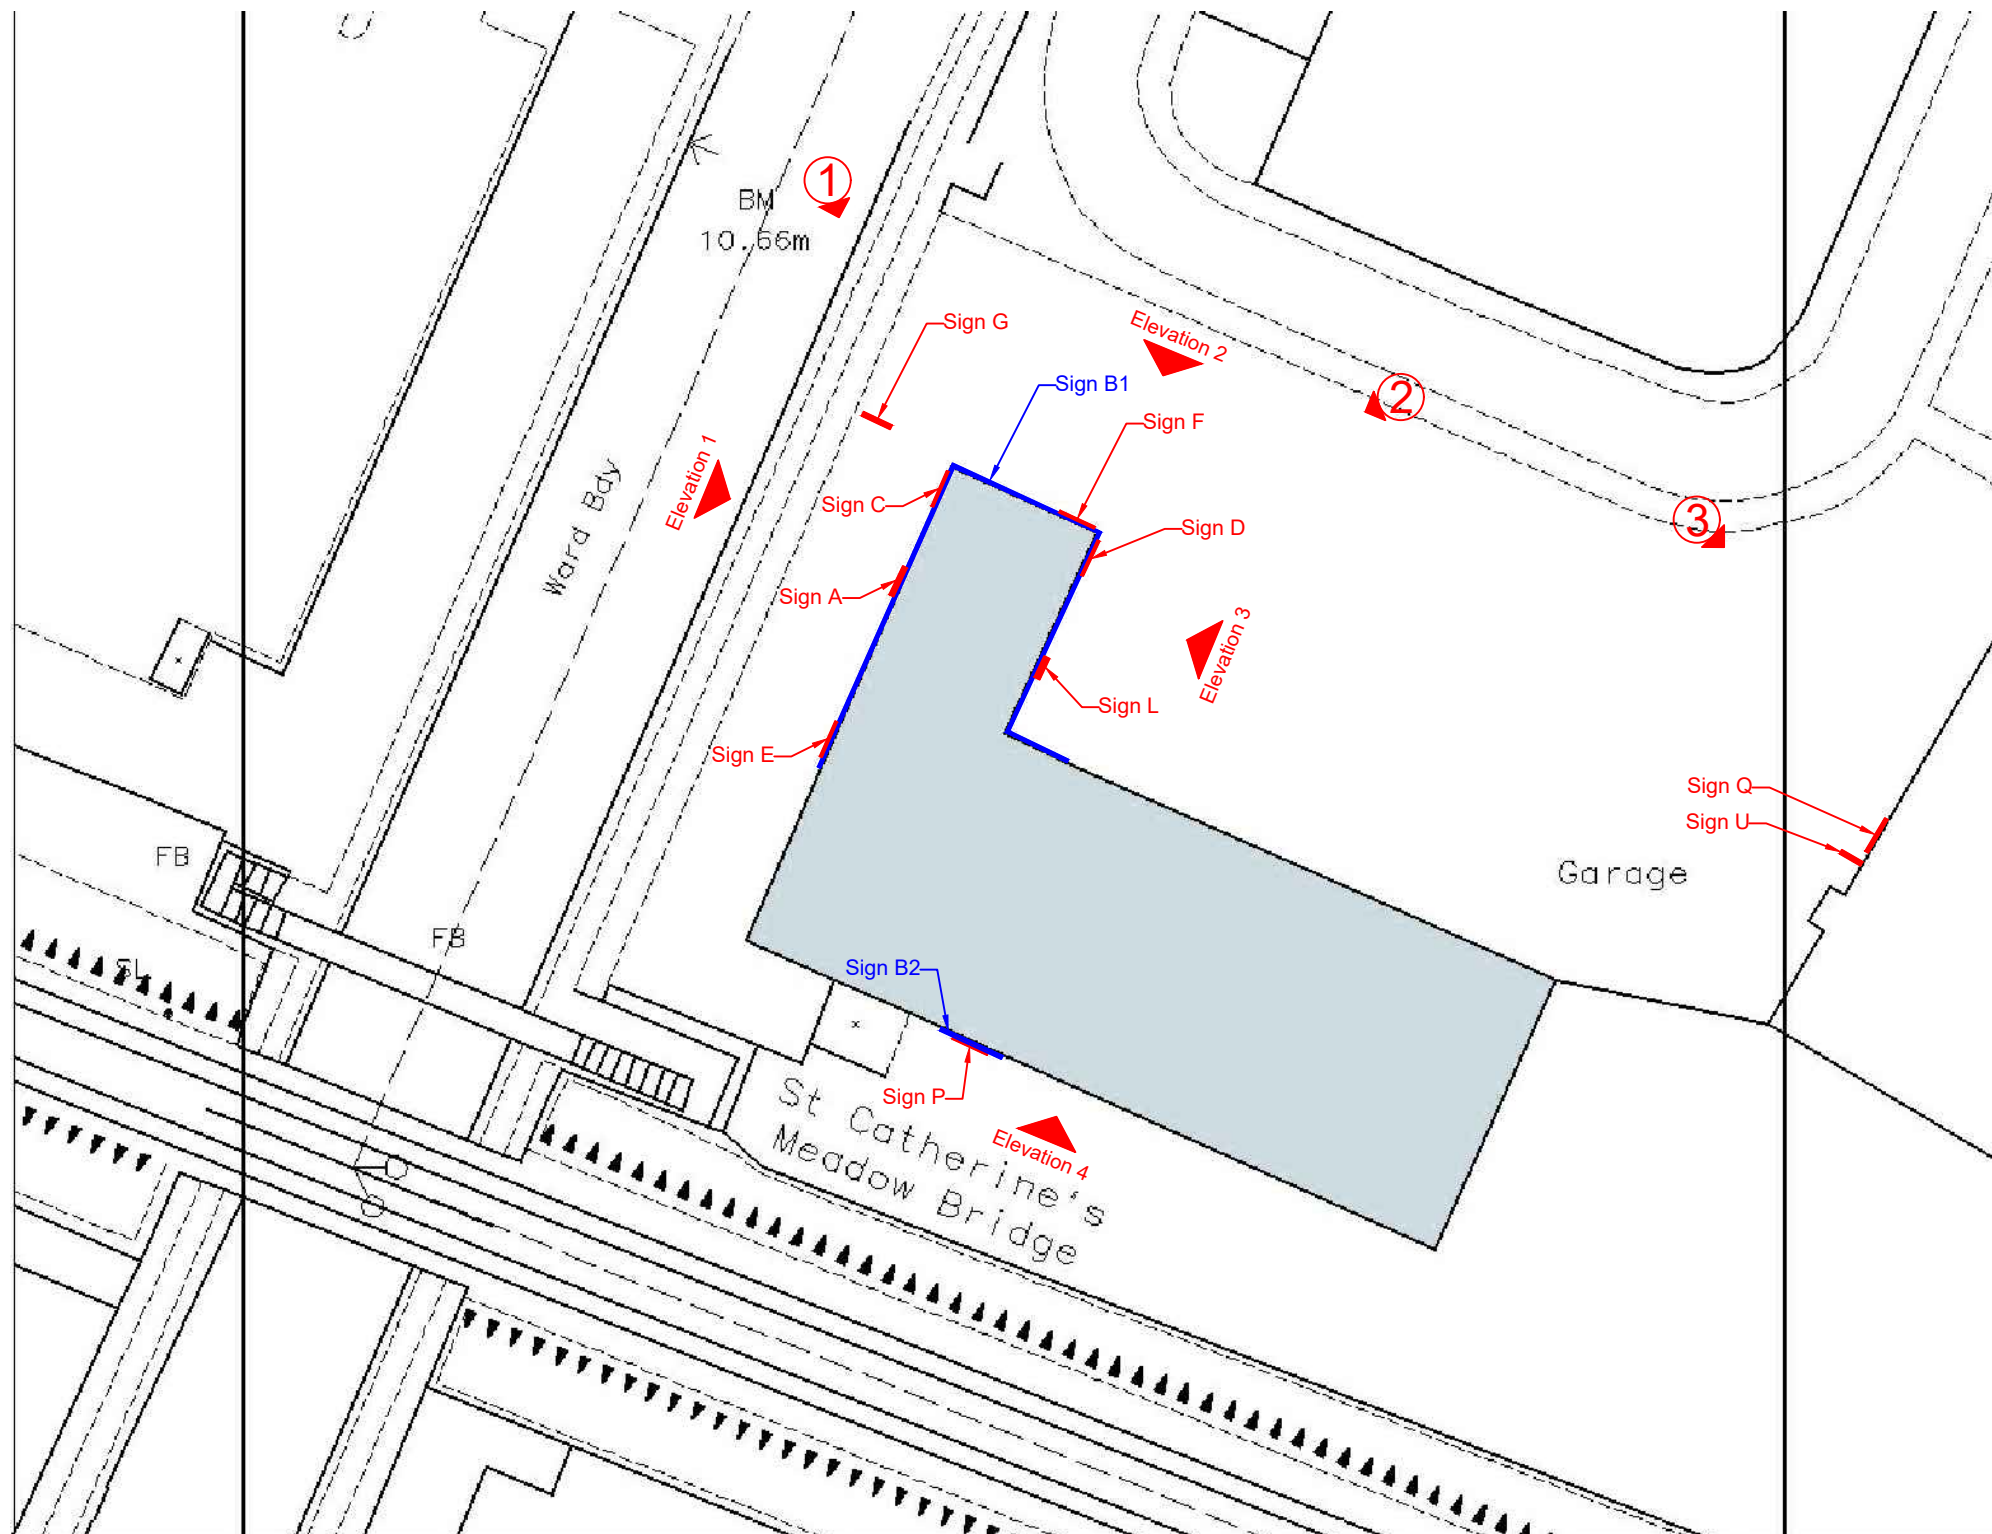 1
BM
10.66m
Sign G
Elevation 2
Sign B1
2
Sign F
Elevation 1
Ward Bdy
Sign C
3
Sign D
Sign A
Elevation 3
Sign L
Sign E
Sign Q
Sign U
FB
Garage
FB
SL
Sign B2
Sign P
St Catherine's
Meadow Bridge
Elevation 4